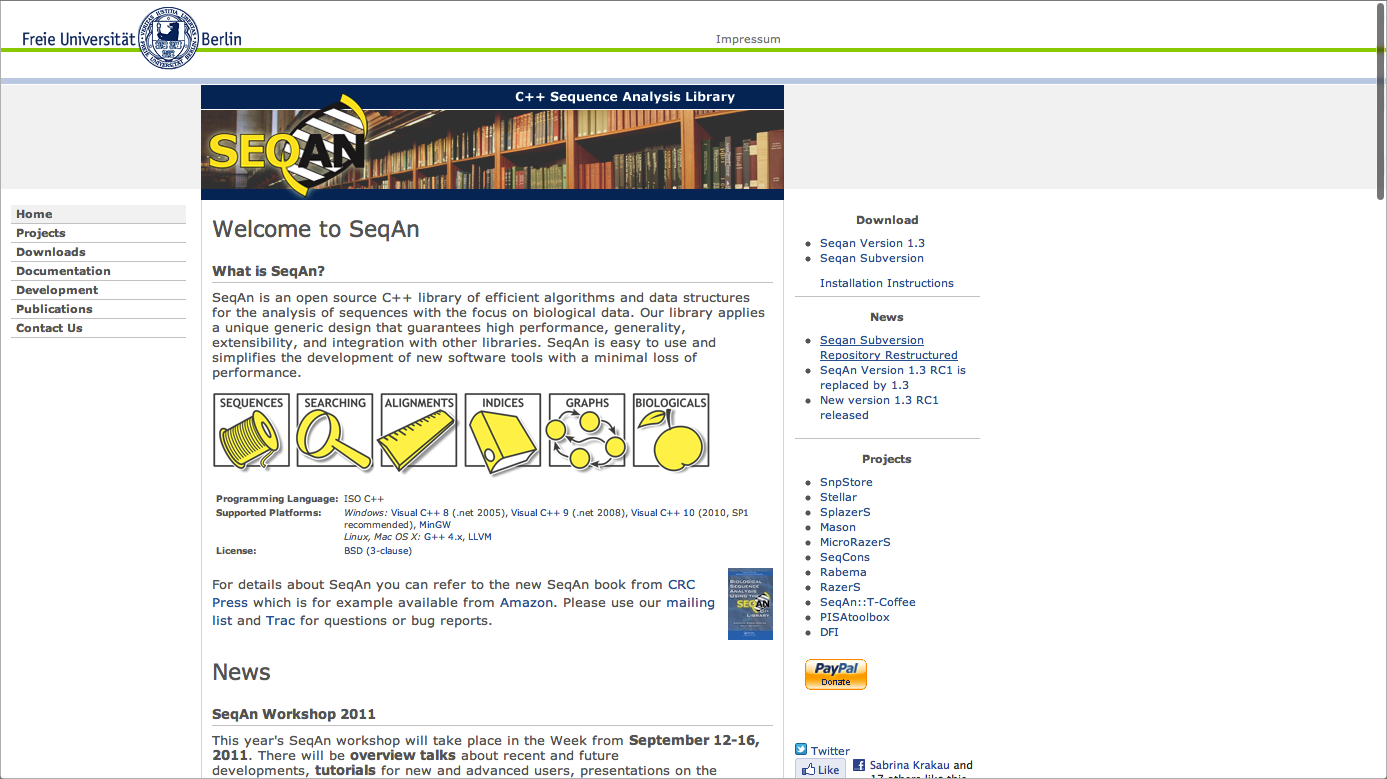 Freie Universität Berlin
Impressum
C++ Sequence Analysis Library
SEQAN
Home
Projects
Downloads
Documentation
Development
Publications
Contact Us
Welcome to SeqAn
What is SeqAn?
SeqAn is an open source C++ library of efficient algorithms and data structures
for the analysis of sequences with the focus on biological data. Our library applies
a unique generic design that guarantees high performance, generality,
extensibility, and integration with other libraries. SeqAn is easy to use and
simplifies the development of new software tools with a minimal loss of
performance.
SEQUENCES SEARCHING ALIGNMENTS INDICES GRAPHS BIOLOGICALS
Programming Language: ISO C++
Supported Platforms: Windows: Visual C++ 8 (.net 2005), Visual C++ 9 (.net 2008), Visual C++ 10 (2010, SP1
recommended), MinGW
Linux, Mac OS X: G++ 4.x, LLVM
License: BSD (3-clause)
For details about SeqAn you can refer to the new SeqAn book from CRC
Press which is for example available from Amazon. Please use our mailing
list and Trac for questions or bug reports.
BIOLOGICAL
SEQUENCE
ANALYSIS
USING THE
SEQAN
C++
LIBRARY
News
SeqAn Workshop 2011
This year's SeqAn workshop will take place in the Week from September 12-16,
2011. There will be overview talks about recent and future
developments, tutorials for new and advanced users, presentations on the
Download
Seqan Version 1.3
Seqan Subversion
Installation Instructions
News
Seqan Subversion
Repository Restructured
SeqAn Version 1.3 RC1 is
replaced by 1.3
New version 1.3 RC1
released
Projects
SnpStore
Stellar
SplazerS
Mason
MicroRazerS
SeqCons
Rabema
RazerS
SeqAn::T-Coffee
PISAtoolbox
DFI
PayPal
Donate
Twitter
Like
Sabrina Krakau and
17 others like this